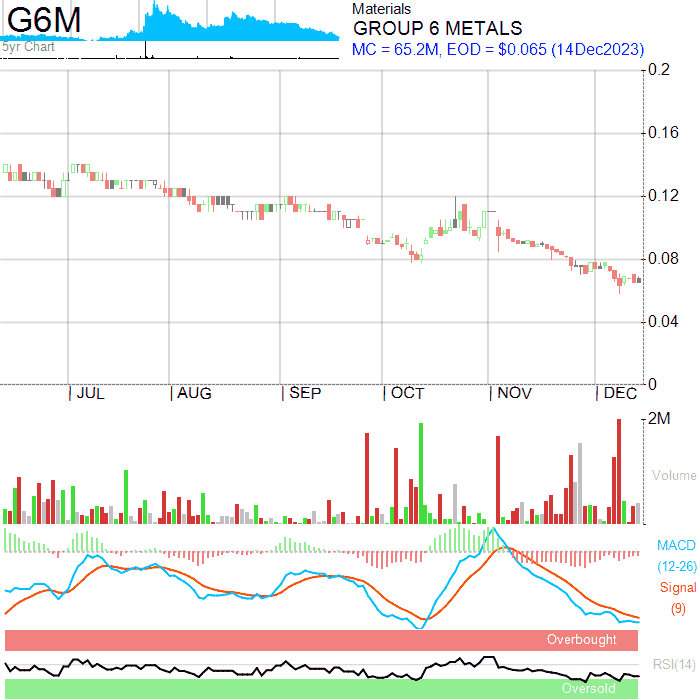 G6M
5yr Chart
Materials
GROUP 6 METALS
MC = 65.2M, EOD = $0.065 (14Dec2023)
0.2
0.16
0.12
0.08
0.04
0
JUL AUG SEP OCT NOV DEC
2M
Volume
MACD
(12-26)
Signal
(9)
Overbought
RSI(14)
Oversold